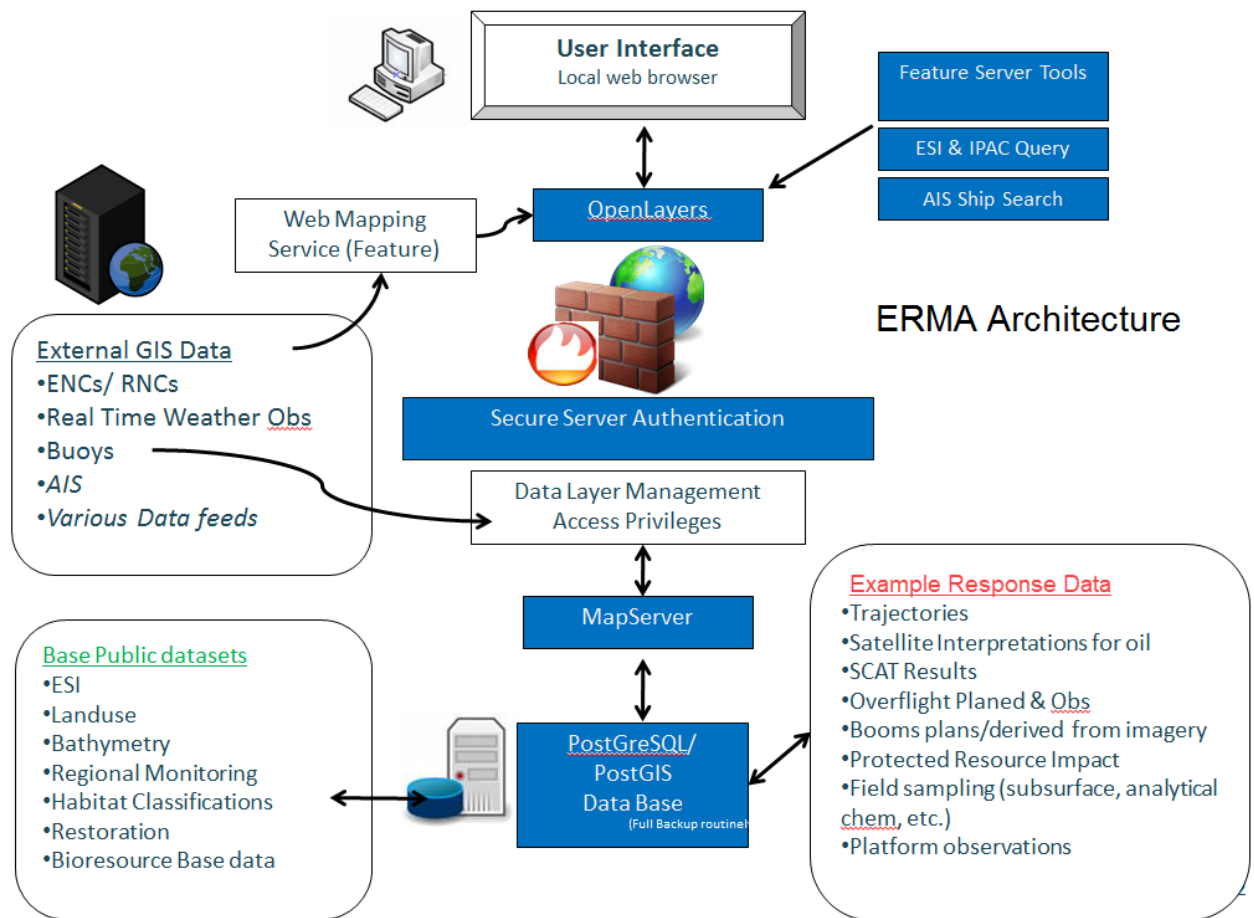 User Interface
Local web browser
Feature Server Tools
ESI & IPAC Query
AIS Ship Search
OpenLayers
Web Mapping
Service (Feature)
ERMA Architecture
External GIS Data
•ENCs/ RNCs
•Real Time Weather Obs
•Buoys
•AIS
•Various Data feeds
Secure Server Authentication
Data Layer Management
Access Privileges
MapServer
Example Response Data
•Trajectories
•Satellite Interpretations for oil
•SCAT Results
•Overflight Planed & Obs
•Booms plans/derived from imagery
•Protected Resource Impact
•Field sampling (subsurface, analytical
chem, etc.)
•Platform observations
Base Public datasets
•ESI
•Landuse
•Bathymetry
•Regional Monitoring
•Habitat Classifications
•Restoration
•Bioresource Base data
PostGreSQL/
PostGIS
Data Base
(Full Backup routinely